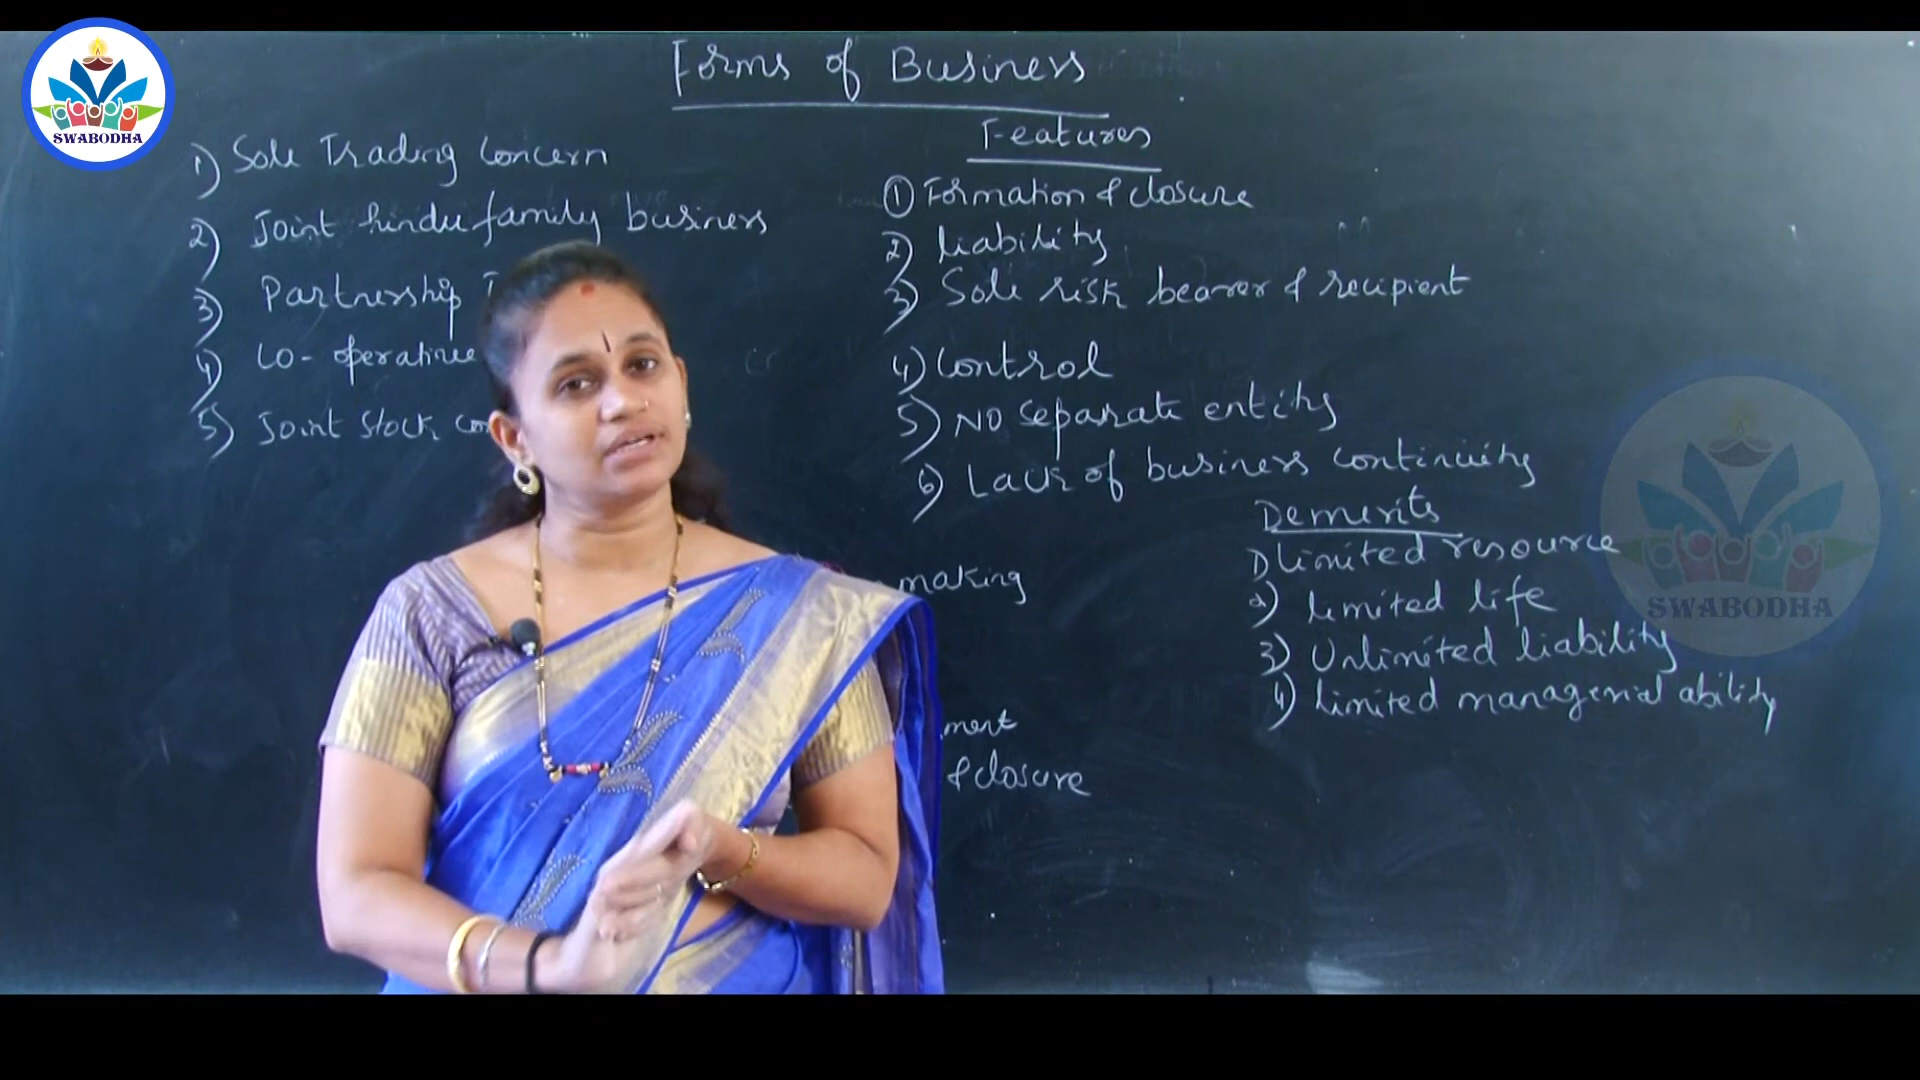 SWABODHA
Forms of Business
1) Sole Trading Concern
2) Joint hindu family business
3) Partnership
4) Co-operative
5) Joint Stock
Features
1 Formation & closure
2) liability
3) Sole risk bearer & recipient
4) Control
5) No separate entity
6) Lack of business continuity
making
ment
& closure
Demerits
1) limited resource
2) limited life
3) Unlimited liability
4) limited managerial ability
SWABODHA